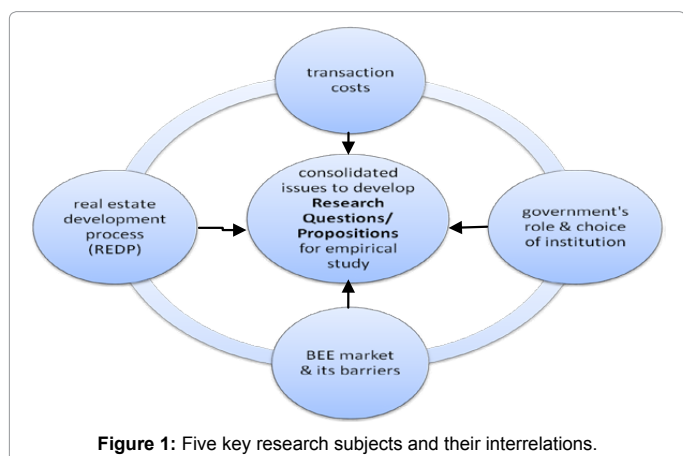 transaction
costs
real estate
development
process
(REDP)
consolidated
issues to develop
Research
Questions/
Propositions
for empirical
study
government's
role & choice
of institution
BEE market
& its barriers
Figure 1: Five key research subjects and their interrelations.